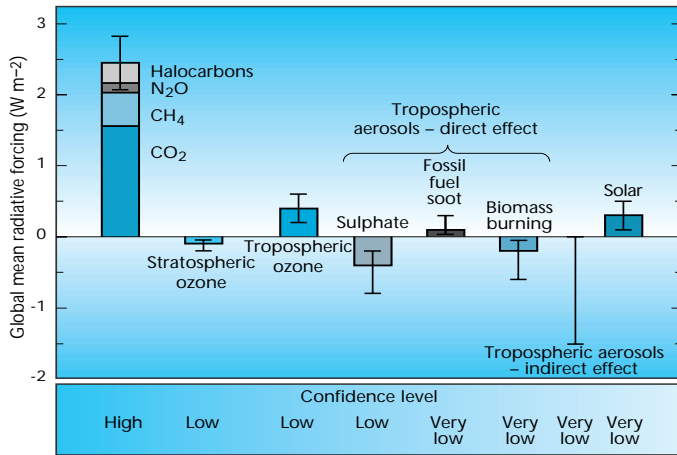 Global mean radiative forcing (W m–2)
3
2
1
0
-1
-2
Halocarbons
N₂O
CH₄
CO₂
Stratospheric
ozone
Tropospheric
ozone
Tropospheric
aerosols – direct effect
Sulphate
Fossil
fuel
soot
Biomass
burning
Tropospheric aerosols
– indirect effect
Solar
Confidence level
High
Low
Low
Low
Very
low
Very
low
Very
low
Very
low